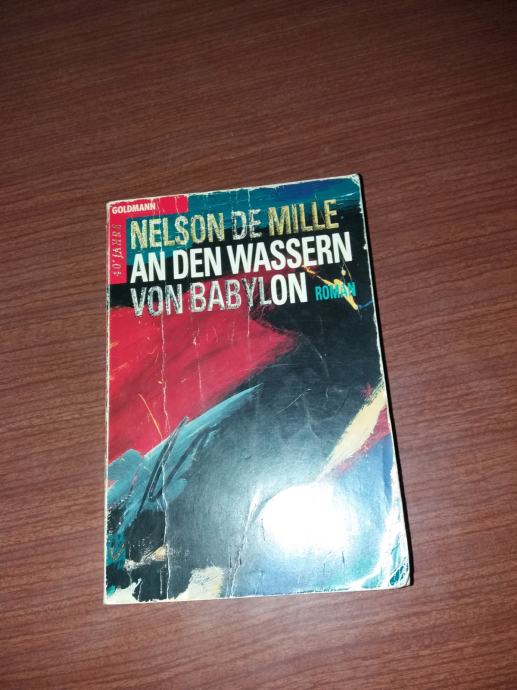 GOLDMANN
40 JAHRE
NELSON DE MILLE
AN DEN WASSERN
VON BABYLON
ROMAN